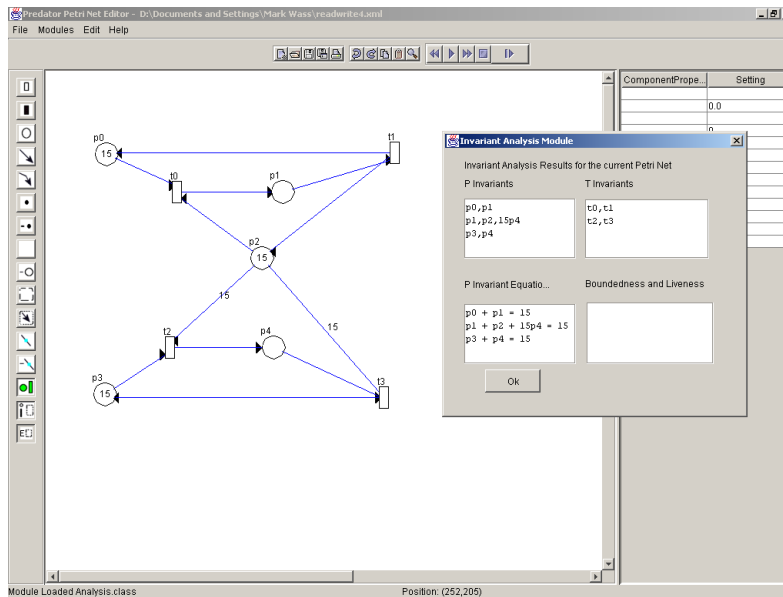 Predator Petri Net Editor - D:\Documents and Settings\Mark Wass\readwrite4.xml
File Modules Edit Help
ComponentPrope... Setting
0.0
p0
15
t1
t0
p1
p2
15
15
15
t2
p4
t3
p3
15
Invariant Analysis Module
Invariant Analysis Results for the current Petri Net
P Invariants T Invariants
p0,p1
p1,p2,15p4
p3,p4
t0,t1
t2,t3
P Invariant Equatio... Boundedness and Liveness
p0 + p1 = 15
p1 + p2 + 15p4 = 15
p3 + p4 = 15
Ok
Module Loaded Analysis.class Position: (252,205)